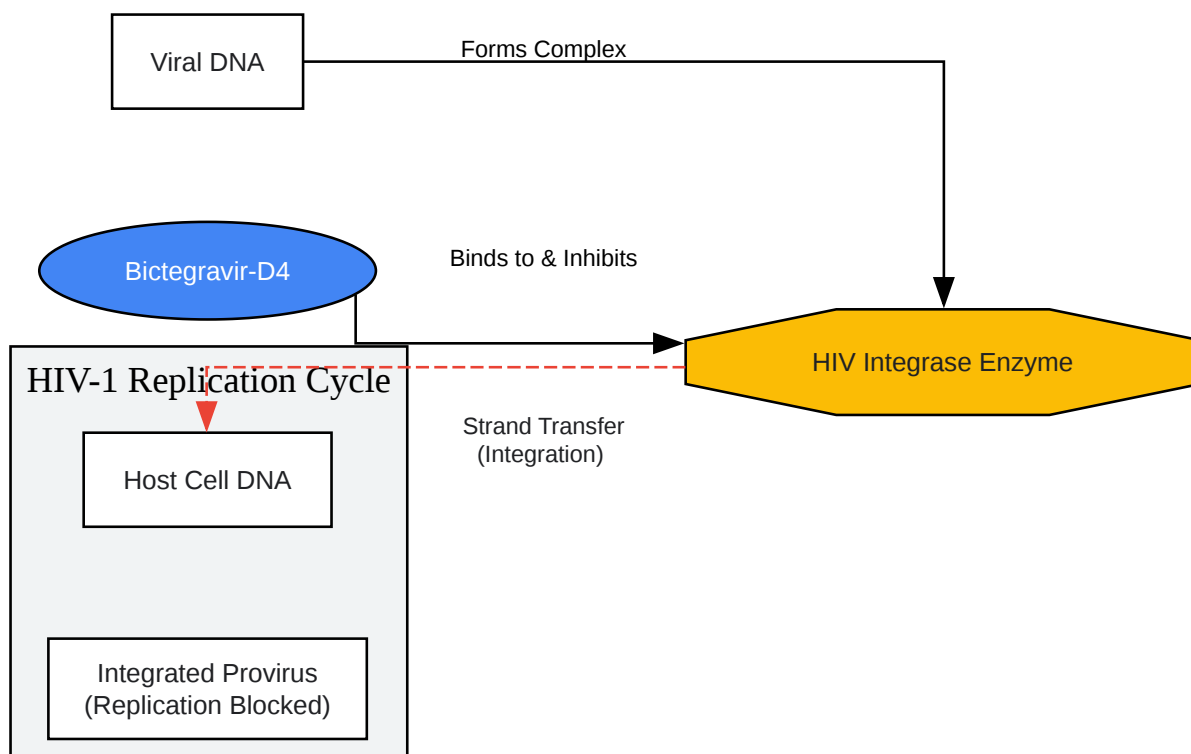 Viral DNA
Forms Complex
Bictegravir-D4
Binds to & Inhibits
HIV Integrase Enzyme
HIV-1 Replication Cycle
Strand Transfer
(Integration)
Host Cell DNA
Integrated Provirus
(Replication Blocked)